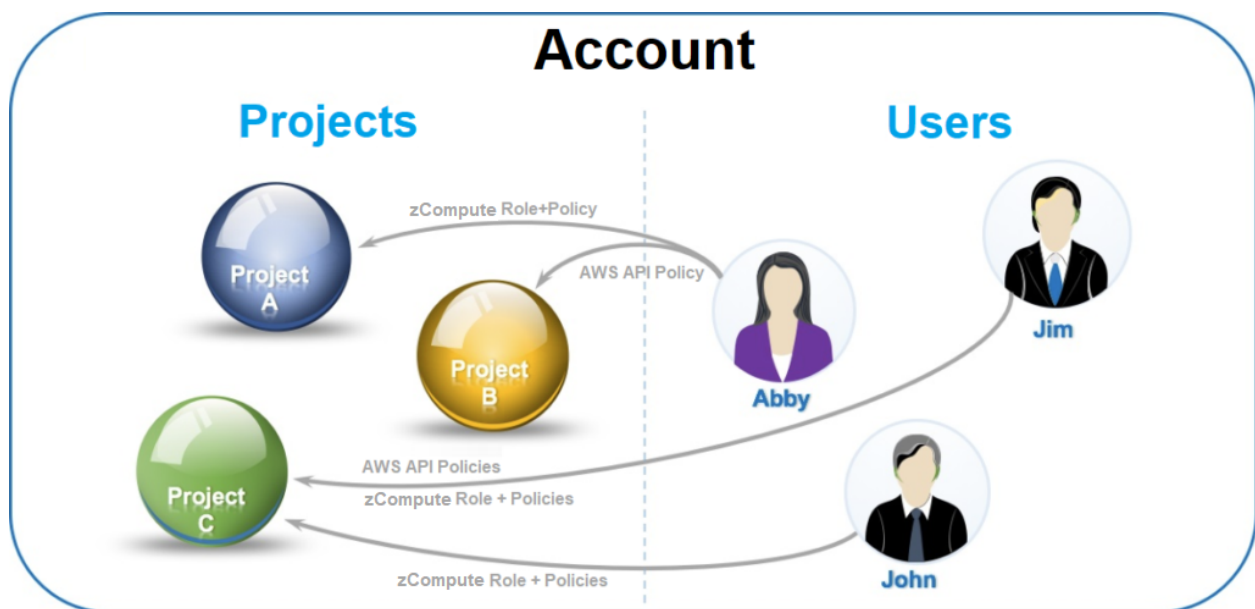 Account
Projects
Users
zCompute Role+Policy
AWS API Policy
Project
A
Jim
Project
B
Abby
AWS API Policies
zCompute Role + Policies
Project
C
zCompute Role + Policies
John